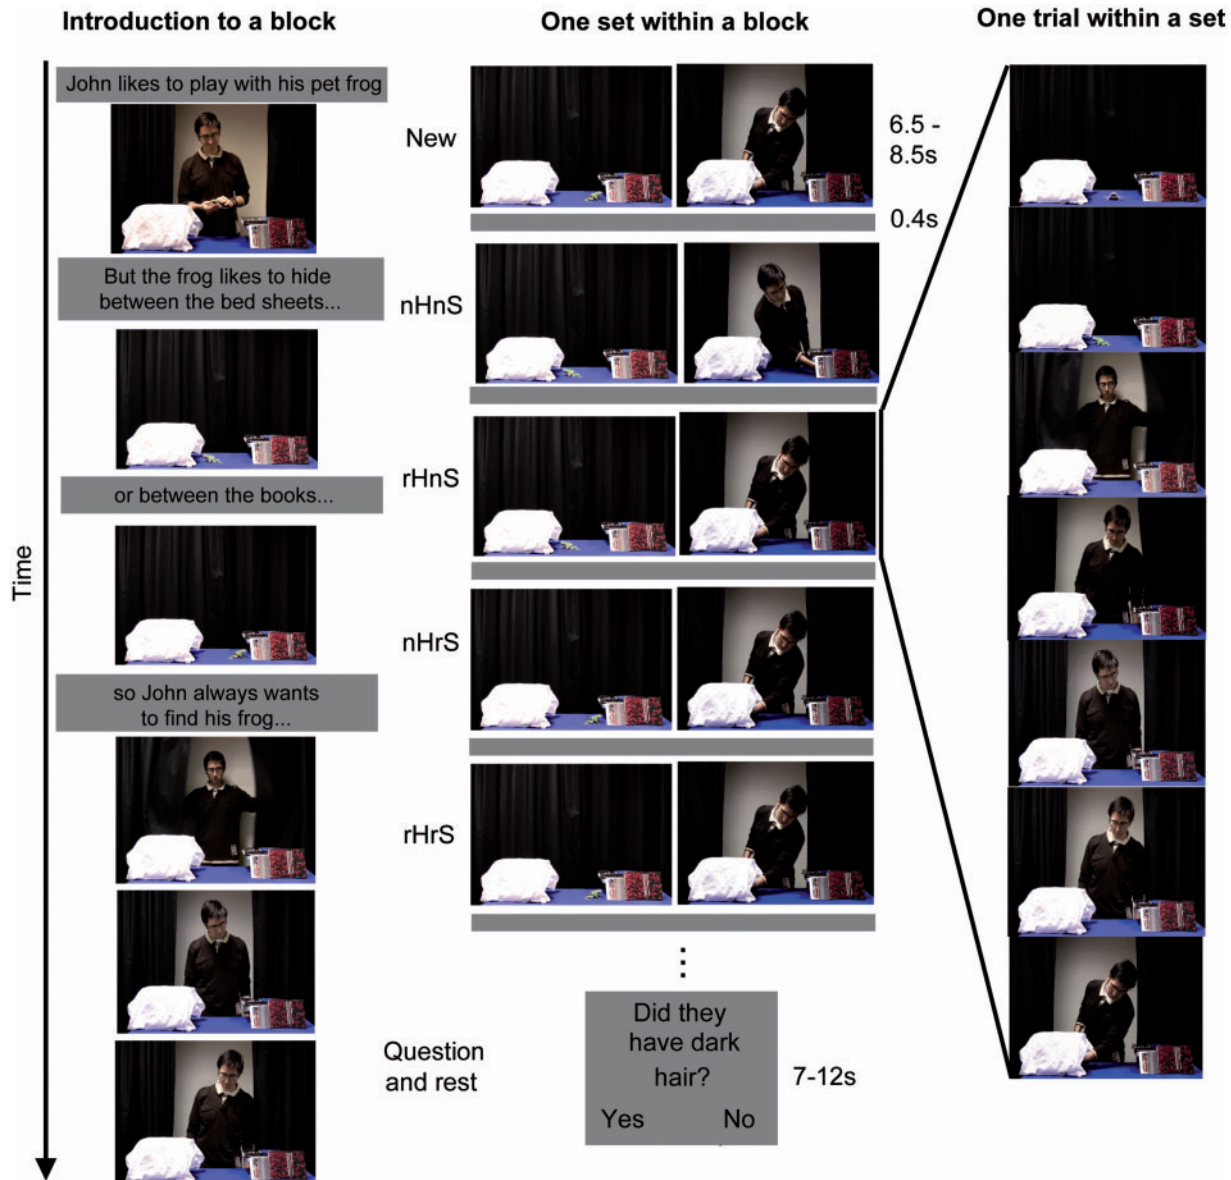 Introduction to a block
One set within a block
One trial within a set
Time
John likes to play with his pet frog
But the frog likes to hide
between the bed sheets...
or between the books...
so John always wants
to find his frog...
New
6.5 -
8.5s
0.4s
nHnS
rHnS
nHrS
rHrS
Question
and rest
Did they
have dark
hair?
Yes No
7-12s